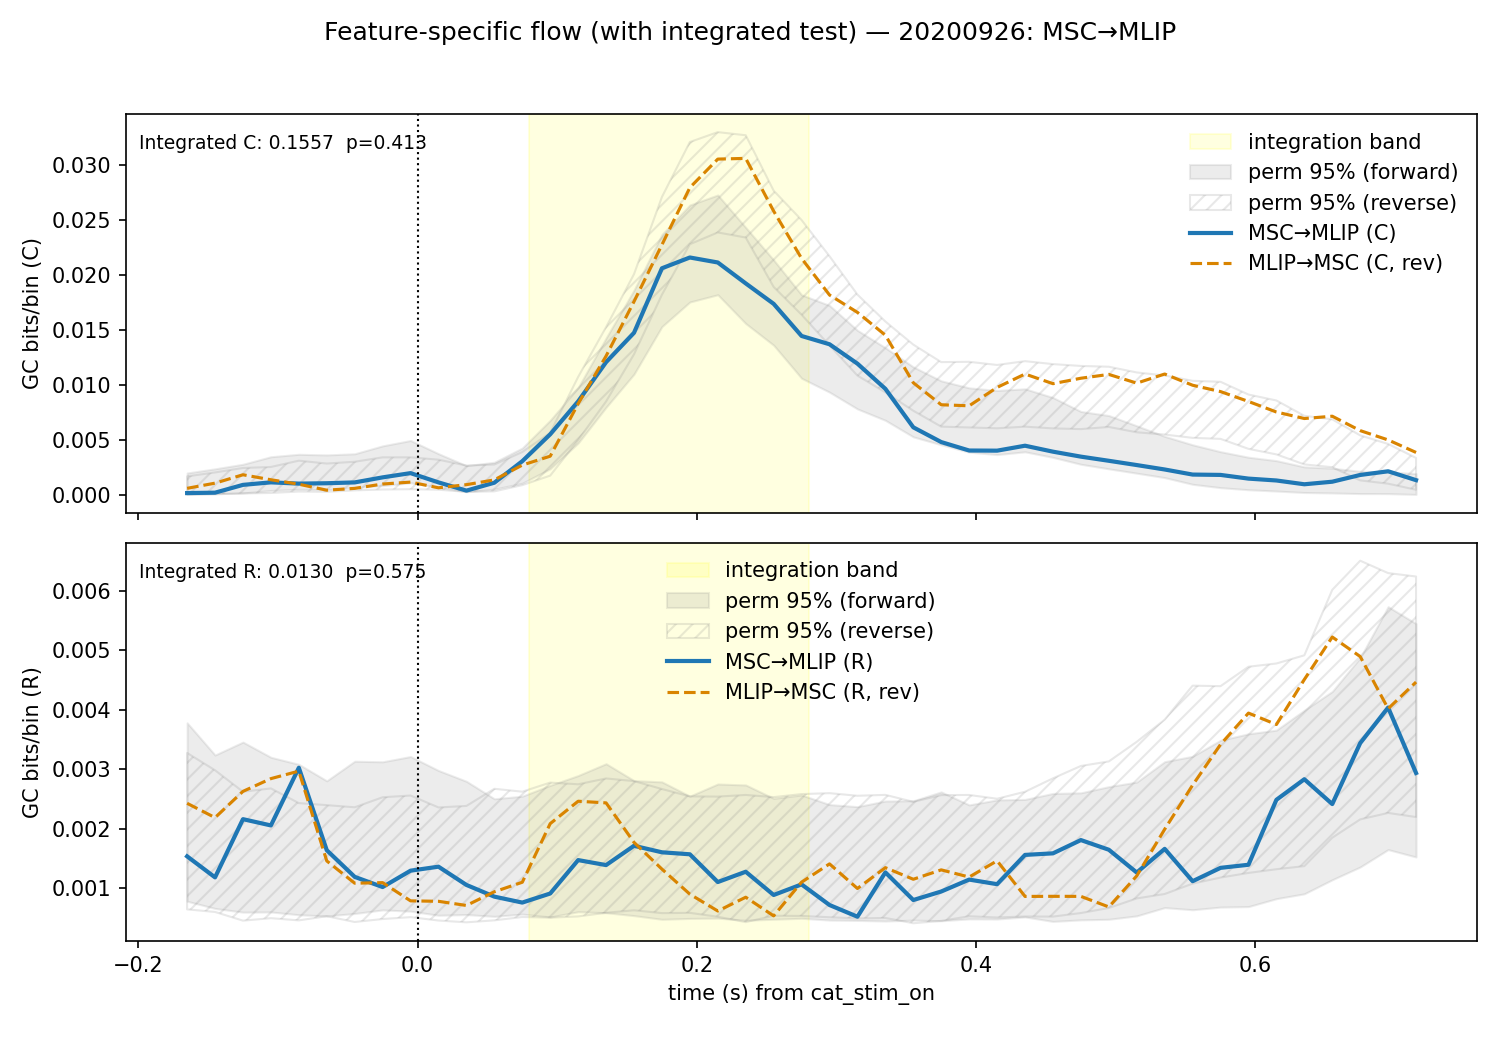 Feature-specific flow (with integrated test) — 20200926: MSC→MLIP
Integrated C: 0.1557  p=0.413
integration band
perm 95% (forward)
perm 95% (reverse)
MSC→MLIP (C)
MLIP→MSC (C, rev)
GC bits/bin (C)
0.030
0.025
0.020
0.015
0.010
0.005
0.000
Integrated R: 0.0130  p=0.575
integration band
perm 95% (forward)
perm 95% (reverse)
MSC→MLIP (R)
MLIP→MSC (R, rev)
GC bits/bin (R)
0.006
0.005
0.004
0.003
0.002
0.001
−0.2 0.0 0.2 0.4 0.6
time (s) from cat_stim_on